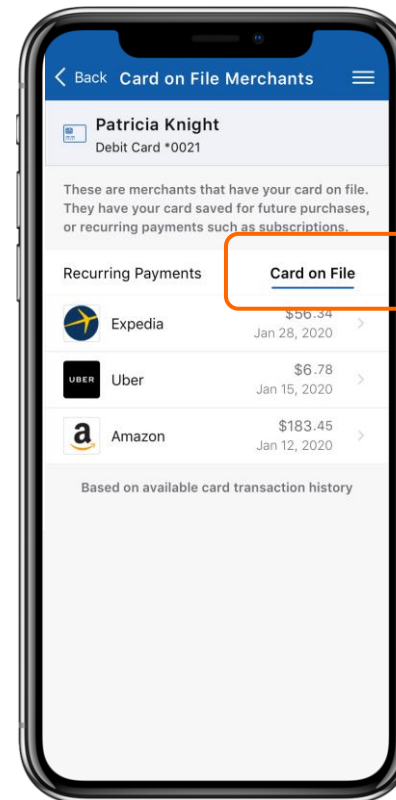 Back Card on File Merchants
Patricia Knight
Debit Card *0021
These are merchants that have your card on file.
They have your card saved for future purchases,
or recurring payments such as subscriptions.
Recurring Payments Card on File
Expedia $56.34
Jan 28, 2020
UBER Uber $6.78
Jan 15, 2020
a Amazon $183.45
Jan 12, 2020
Based on available card transaction history